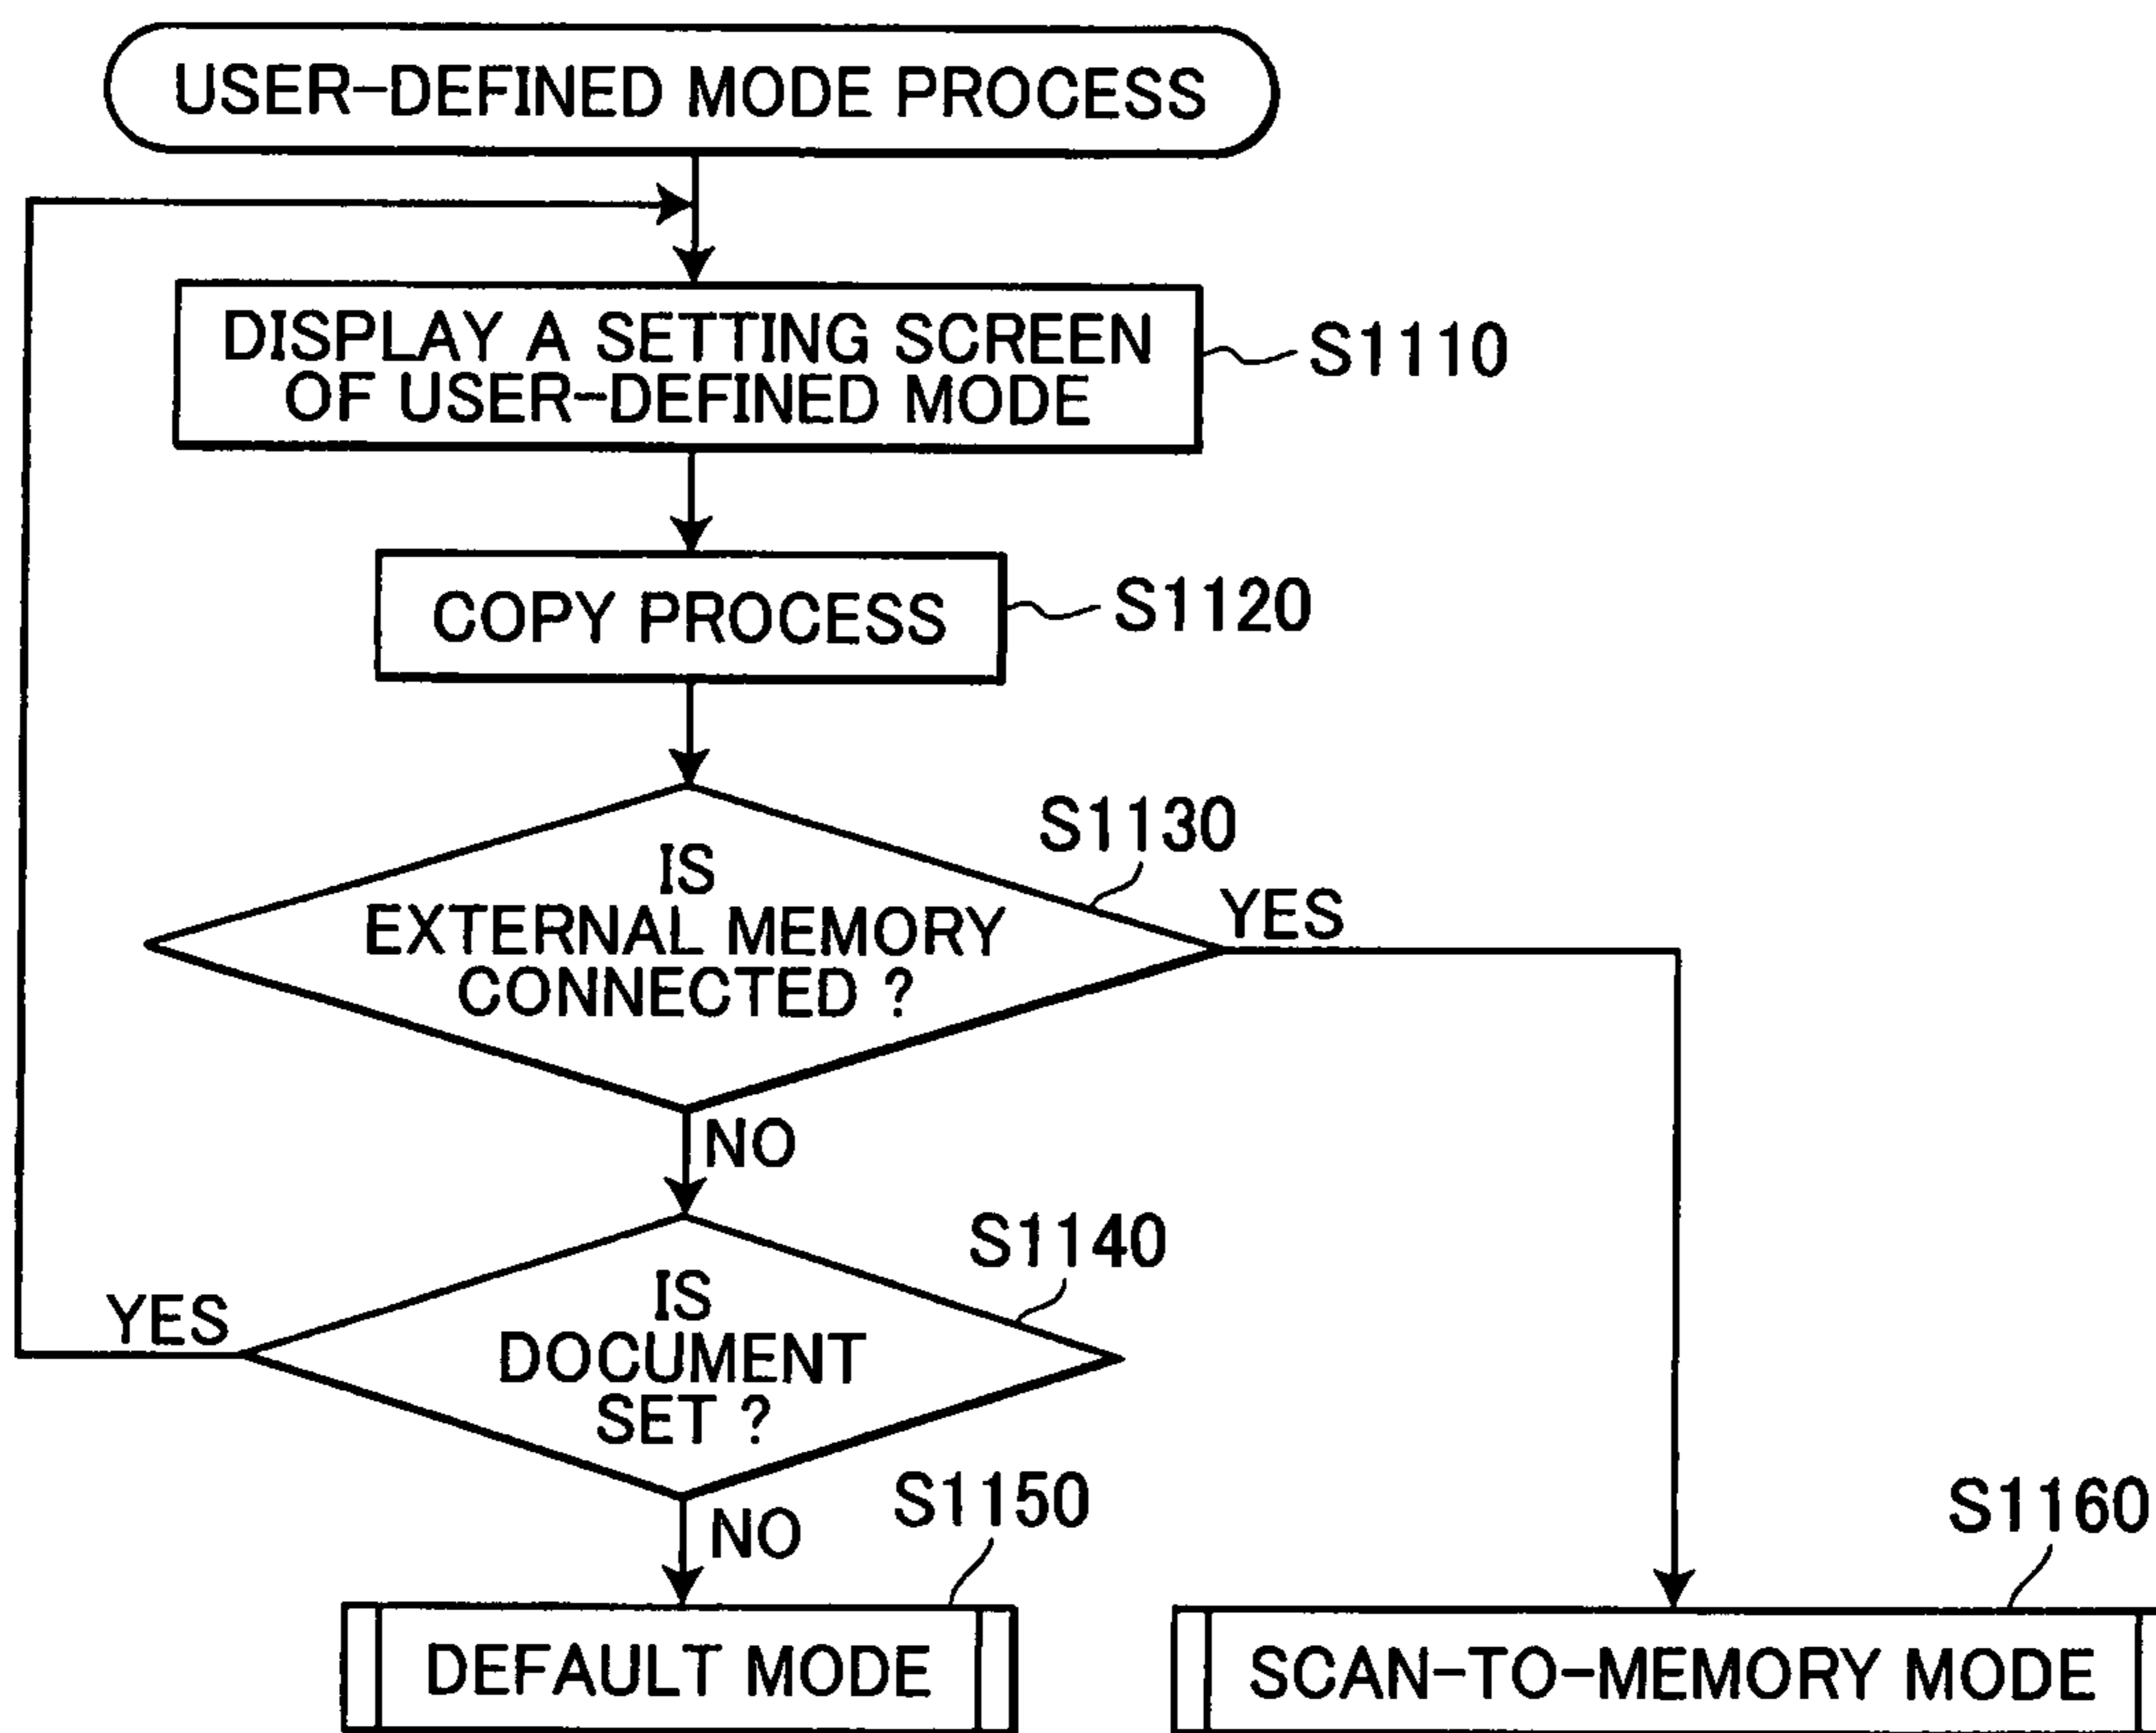 USER-DEFINED MODE PROCESS
DISPLAY A SETTING SCREEN
OF USER-DEFINED MODE
S1110
COPY PROCESS
S1120
S1130
IS
EXTERNAL MEMORY
CONNECTED ?
YES
NO
S1140
IS
DOCUMENT
SET ?
YES
NO
S1150
DEFAULT MODE
S1160
SCAN-TO-MEMORY MODE